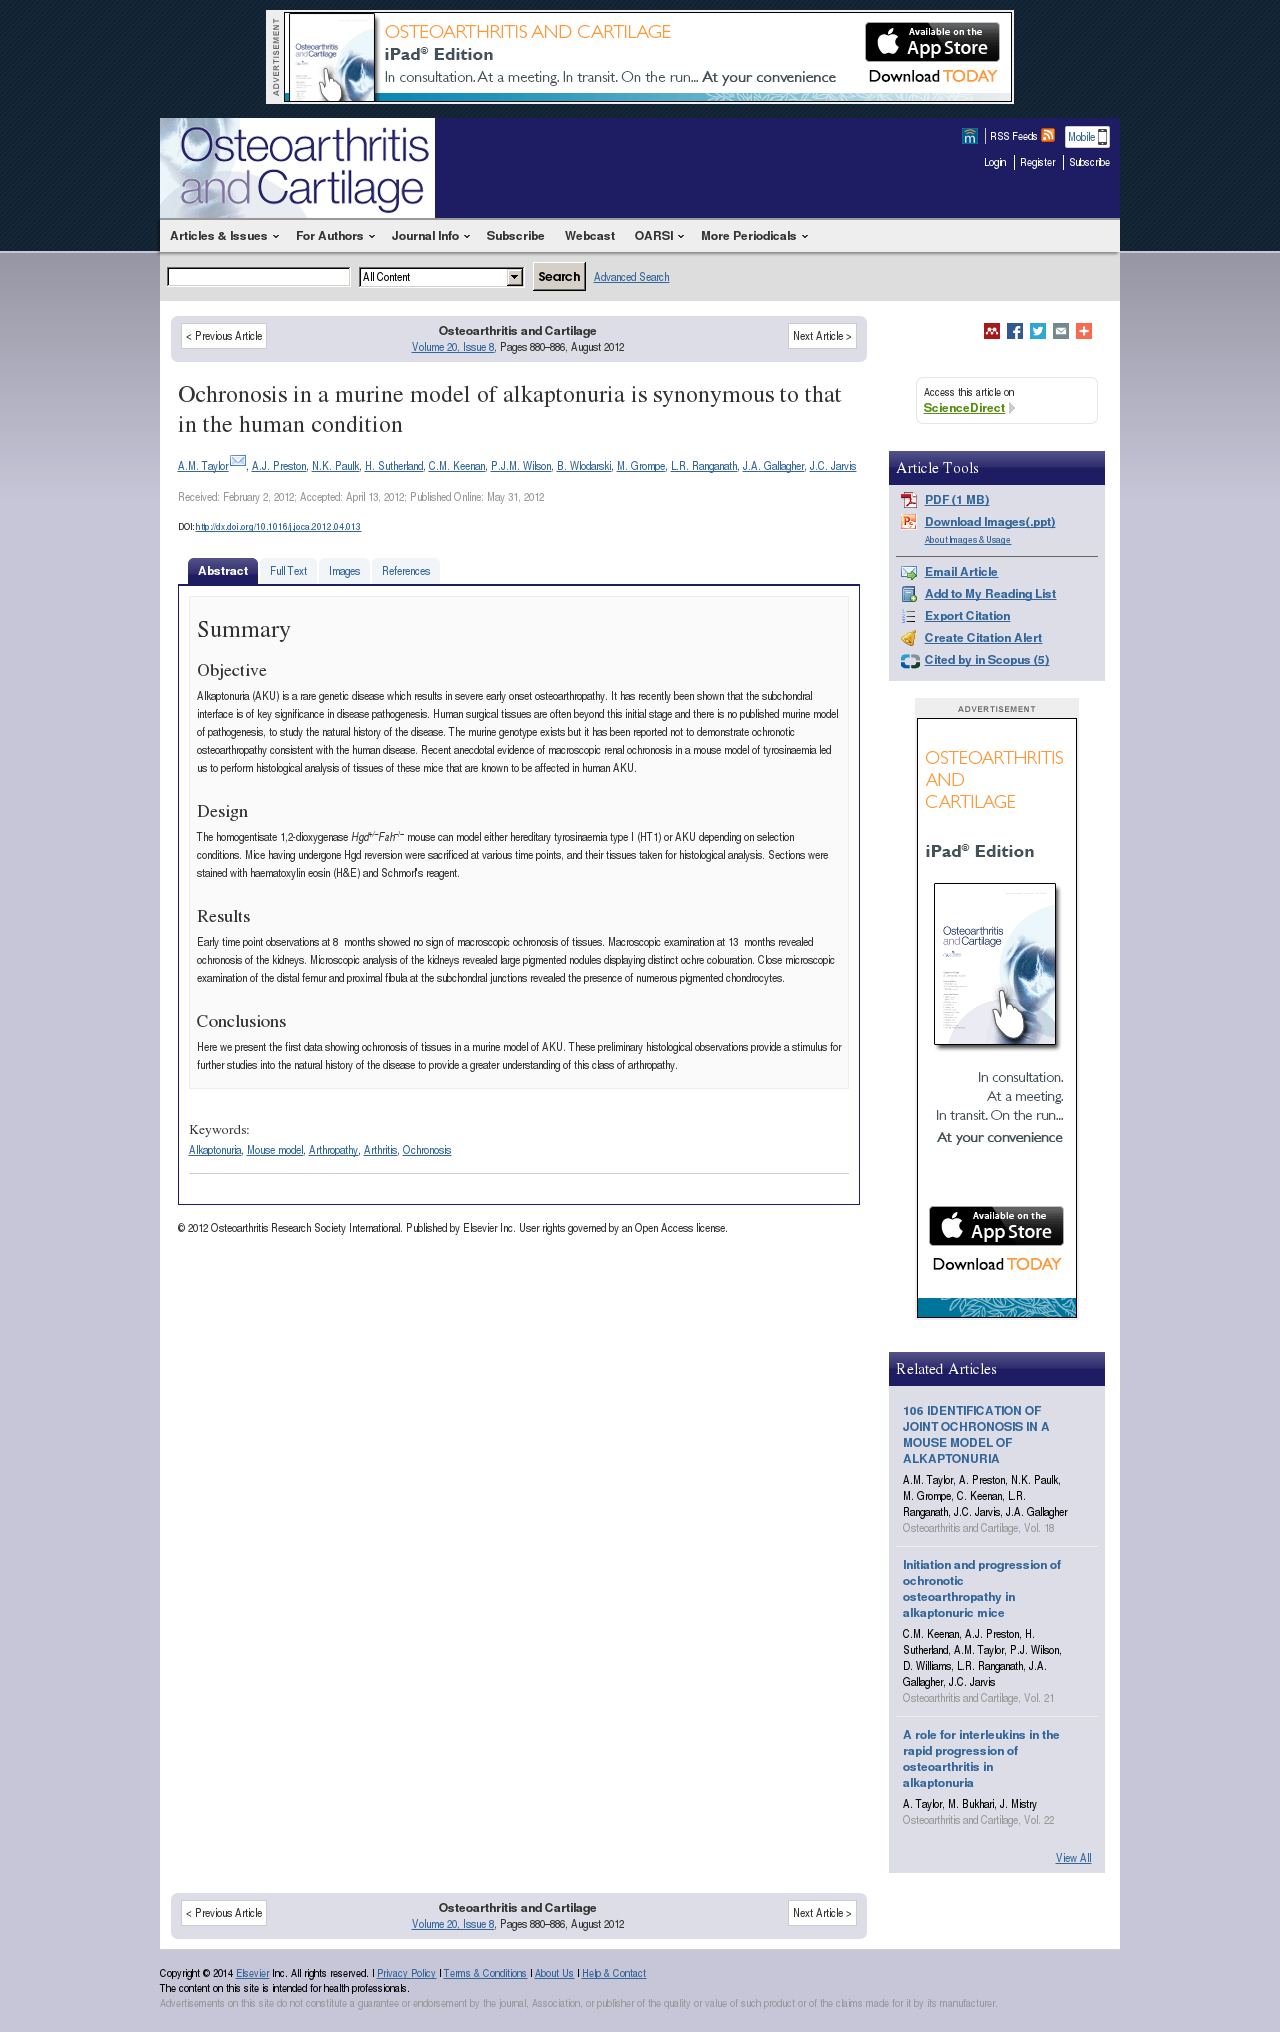 ADVERTISEMENT
OSTEOARTHRITIS AND CARTILAGE
iPad® Edition
In consultation. At a meeting. In transit. On the run... At your convenience
Available on the
App Store
Download TODAY
Osteoarthritis
and Cartilage
RSS Feeds
Mobile
Login
Register
Subscribe
Articles & Issues
For Authors
Journal Info
Subscribe
Webcast
OARSI
More Periodicals
All Content
Search
Advanced Search
< Previous Article
Osteoarthritis and Cartilage
Volume 20, Issue 8, Pages 880–886, August 2012
Next Article >
Ochronosis in a murine model of alkaptonuria is synonymous to that
in the human condition
A.M. Taylor, A.J. Preston, N.K. Paulk, H. Sutherland, C.M. Keenan, P.J.M. Wilson, B. Wlodarski, M. Grompe, L.R. Ranganath, J.A. Gallagher, J.C. Jarvis
Received: February 2, 2012; Accepted: April 13, 2012; Published Online: May 31, 2012
DOI: http://dx.doi.org/10.1016/j.joca.2012.04.013
Abstract
Full Text
Images
References
Summary
Objective
Alkaptonuria (AKU) is a rare genetic disease which results in severe early onset osteoarthropathy. It has recently been shown that the subchondral
interface is of key significance in disease pathogenesis. Human surgical tissues are often beyond this initial stage and there is no published murine model
of pathogenesis, to study the natural history of the disease. The murine genotype exists but it has been reported not to demonstrate ochronotic
osteoarthropathy consistent with the human disease. Recent anecdotal evidence of macroscopic renal ochronosis in a mouse model of tyrosinaemia led
us to perform histological analysis of tissues of these mice that are known to be affected in human AKU.
Design
The homogentisate 1,2-dioxygenase Hgd+/−Fah−/− mouse can model either hereditary tyrosinaemia type I (HT1) or AKU depending on selection
conditions. Mice having undergone Hgd reversion were sacrificed at various time points, and their tissues taken for histological analysis. Sections were
stained with haematoxylin eosin (H&E) and Schmorl's reagent.
Results
Early time point observations at 8 months showed no sign of macroscopic ochronosis of tissues. Macroscopic examination at 13 months revealed
ochronosis of the kidneys. Microscopic analysis of the kidneys revealed large pigmented nodules displaying distinct ochre colouration. Close microscopic
examination of the distal femur and proximal fibula at the subchondral junctions revealed the presence of numerous pigmented chondrocytes.
Conclusions
Here we present the first data showing ochronosis of tissues in a murine model of AKU. These preliminary histological observations provide a stimulus for
further studies into the natural history of the disease to provide a greater understanding of this class of arthropathy.
Keywords:
Alkaptonuria, Mouse model, Arthropathy, Arthritis, Ochronosis
© 2012 Osteoarthritis Research Society International. Published by Elsevier Inc. User rights governed by an Open Access license.
Access this article on
ScienceDirect
Article Tools
PDF (1 MB)
Download Images(.ppt)
About Images & Usage
Email Article
Add to My Reading List
Export Citation
Create Citation Alert
Cited by in Scopus (5)
ADVERTISEMENT
OSTEOARTHRITIS
AND
CARTILAGE
iPad® Edition
Osteoarthritis
and Cartilage
In consultation.
At a meeting.
In transit. On the run...
At your convenience
Available on the
App Store
Download TODAY
Related Articles
106 IDENTIFICATION OF
JOINT OCHRONOSIS IN A
MOUSE MODEL OF
ALKAPTONURIA
A.M. Taylor, A. Preston, N.K. Paulk,
M. Grompe, C. Keenan, L.R.
Ranganath, J.C. Jarvis, J.A. Gallagher
Osteoarthritis and Cartilage, Vol. 18
Initiation and progression of
ochronotic
osteoarthropathy in
alkaptonuric mice
C.M. Keenan, A.J. Preston, H.
Sutherland, A.M. Taylor, P.J. Wilson,
D. Williams, L.R. Ranganath, J.A.
Gallagher, J.C. Jarvis
Osteoarthritis and Cartilage, Vol. 21
A role for interleukins in the
rapid progression of
osteoarthritis in
alkaptonuria
A. Taylor, M. Bukhari, J. Mistry
Osteoarthritis and Cartilage, Vol. 22
View All
< Previous Article
Osteoarthritis and Cartilage
Volume 20, Issue 8, Pages 880–886, August 2012
Next Article >
Copyright © 2014 Elsevier Inc. All rights reserved. | Privacy Policy | Terms & Conditions | About Us | Help & Contact
The content on this site is intended for health professionals.
Advertisements on this site do not constitute a guarantee or endorsement by the journal, Association, or publisher of the quality or value of such product or of the claims made for it by its manufacturer.